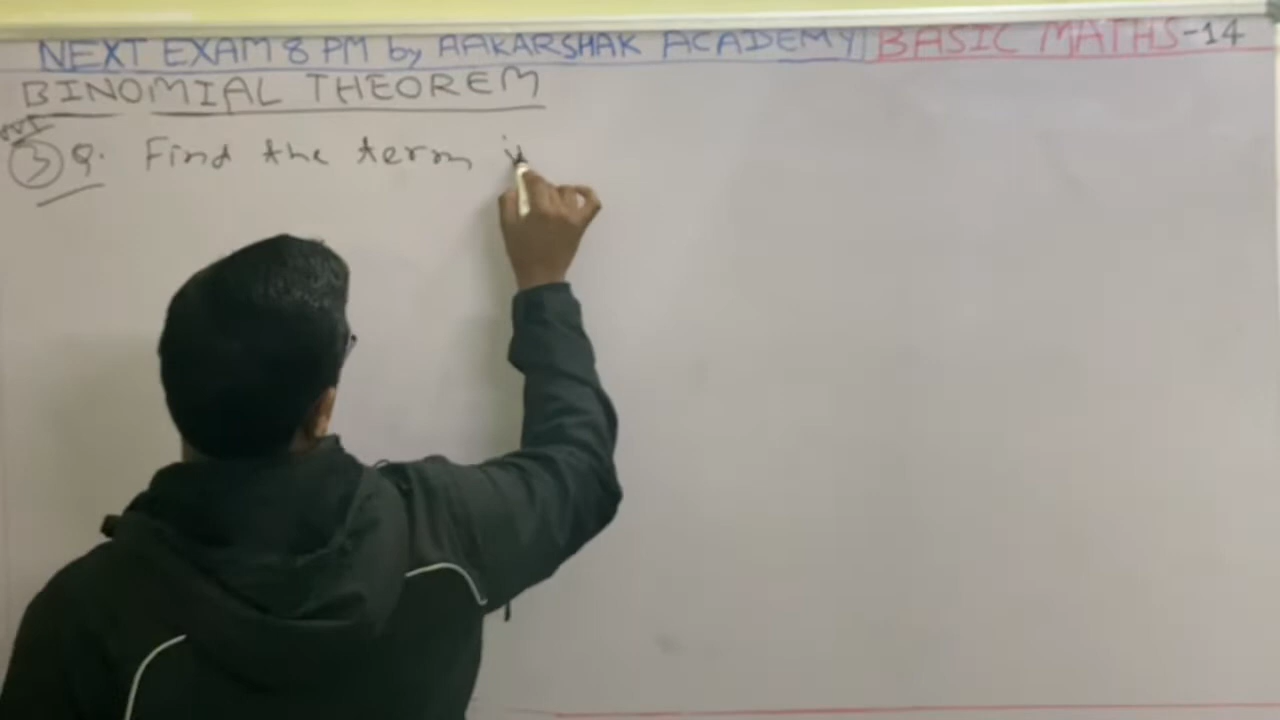 NEXT EXAM 8 PM by AAKARSHAK ACADEMY BASIC MATHS-14
BINOMIAL THEOREM
3 Q. Find the term